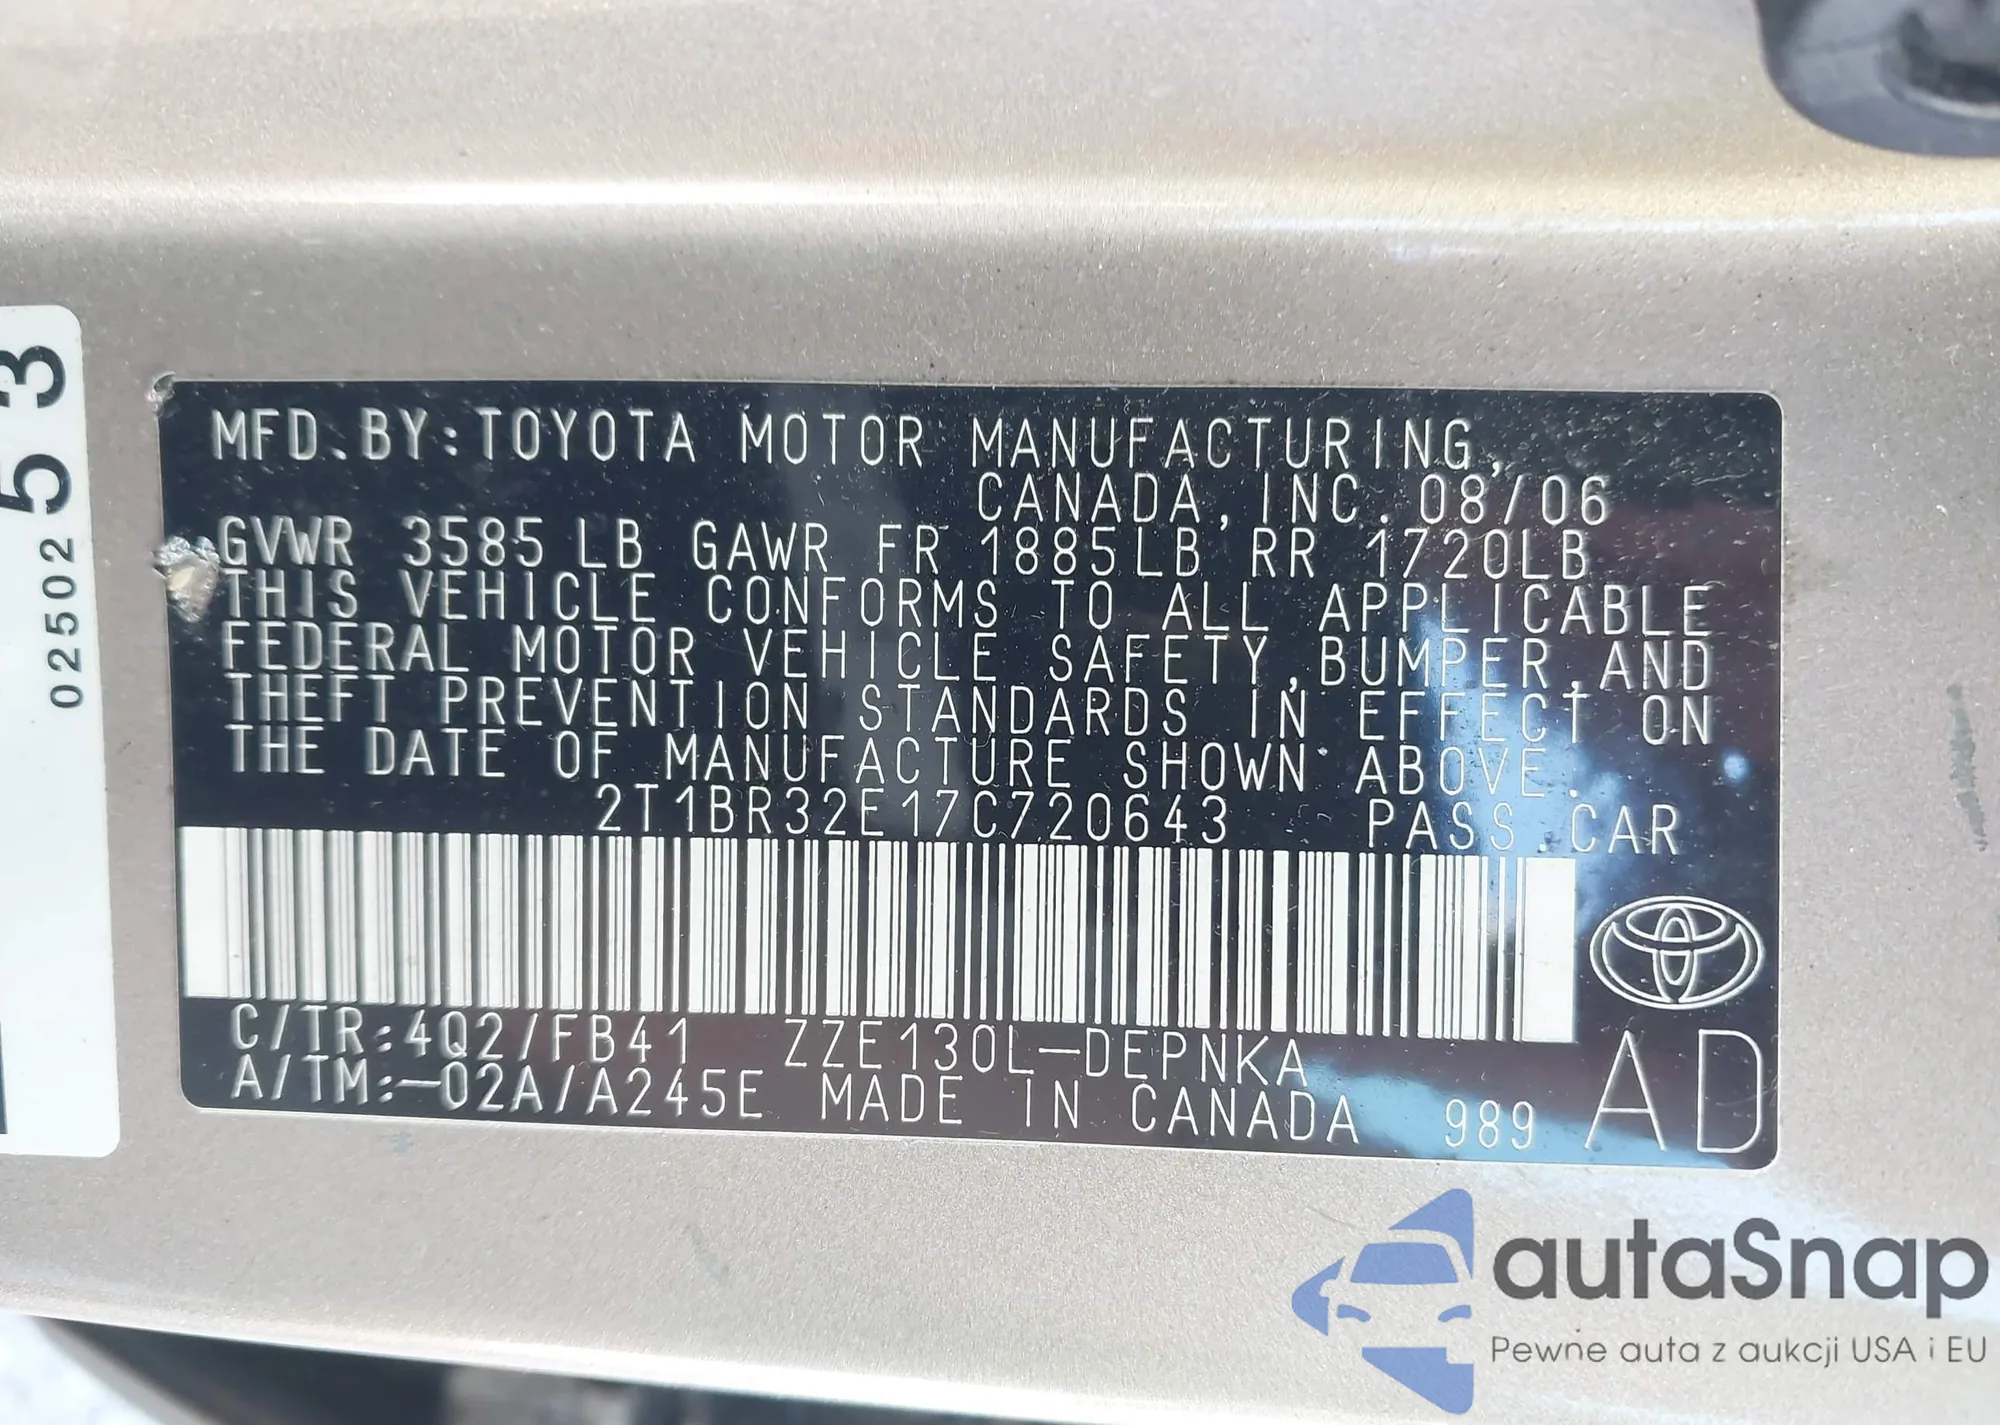 53
02502
MFD.BY:TOYOTA MOTOR MANUFACTURING,
CANADA,INC.08/06
GVWR 3585LB GAWR FR 1885LB RR 1720LB
THIS VEHICLE CONFORMS TO ALL APPLICABLE
FEDERAL MOTOR VEHICLE SAFETY,BUMPER,AND
THEFT PREVENTION STANDARDS IN EFFECT ON
THE DATE OF MANUFACTURE SHOWN ABOVE.
2T1BR32E17C720643 PASS.CAR
C/TR:4Q2/FB41 ZZE130L-DEPNKA
A/TM:-02A/A245E MADE IN CANADA 989
AD
autaSnap
Pewne auta z aukcji USA i EU